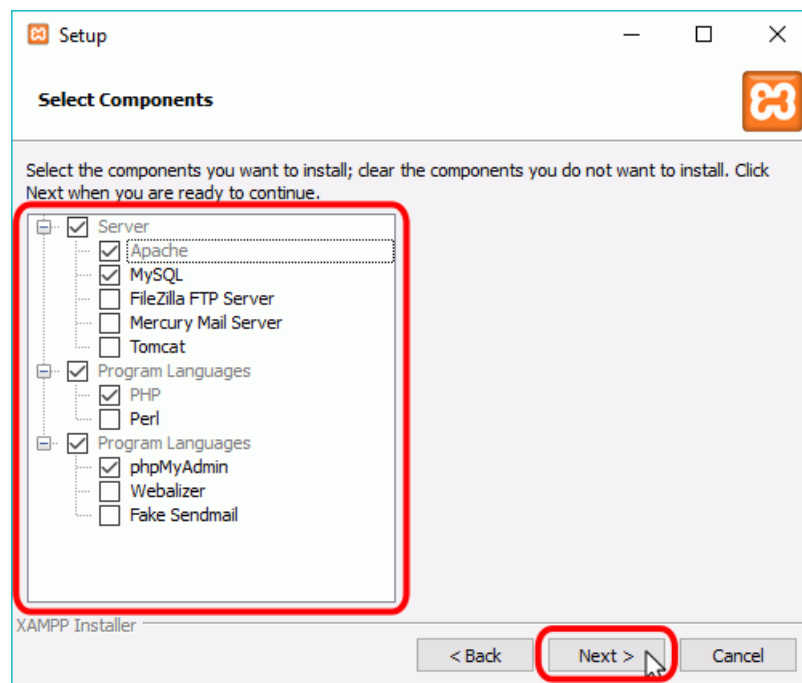 Setup
Select Components
Select the components you want to install; clear the components you do not want to install. Click
Next when you are ready to continue.
Server
Apache
MySQL
FileZilla FTP Server
Mercury Mail Server
Tomcat
Program Languages
PHP
Perl
Program Languages
phpMyAdmin
Webalizer
Fake Sendmail
XAMPP Installer
< Back Next > Cancel